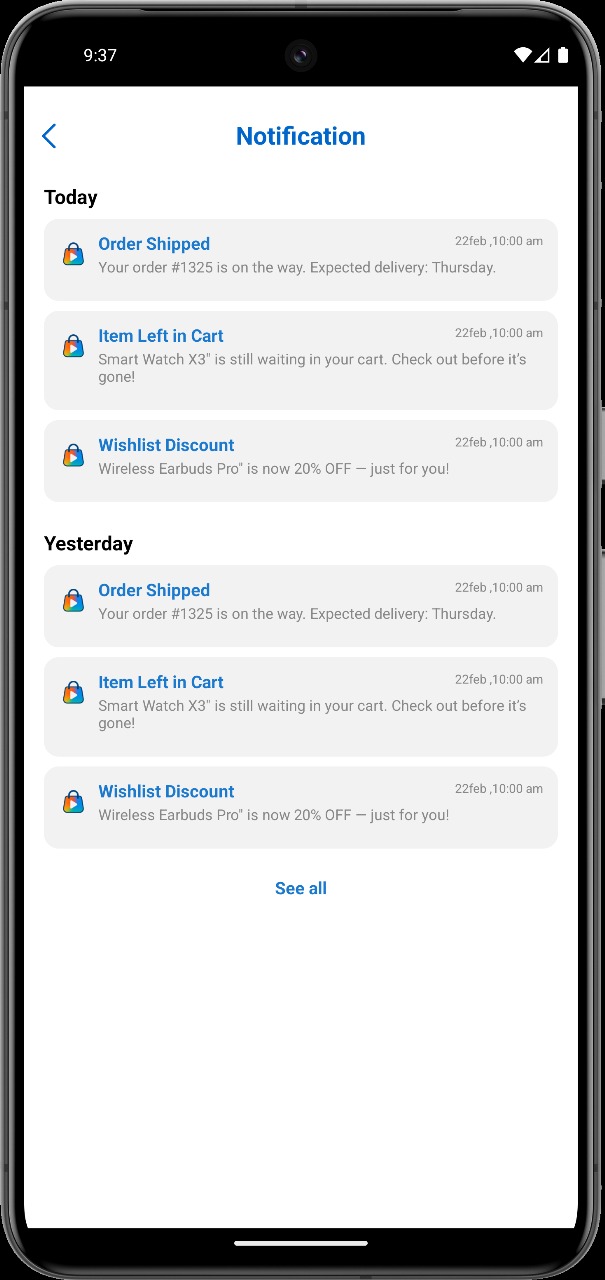 9:37
Notification
Today
Order Shipped
22feb ,10:00 am
Your order #1325 is on the way. Expected delivery: Thursday.
Item Left in Cart
22feb ,10:00 am
Smart Watch X3" is still waiting in your cart. Check out before it's
gone!
Wishlist Discount
22feb ,10:00 am
Wireless Earbuds Pro" is now 20% OFF — just for you!
Yesterday
Order Shipped
22feb ,10:00 am
Your order #1325 is on the way. Expected delivery: Thursday.
Item Left in Cart
22feb ,10:00 am
Smart Watch X3" is still waiting in your cart. Check out before it's
gone!
Wishlist Discount
22feb ,10:00 am
Wireless Earbuds Pro" is now 20% OFF — just for you!
See all